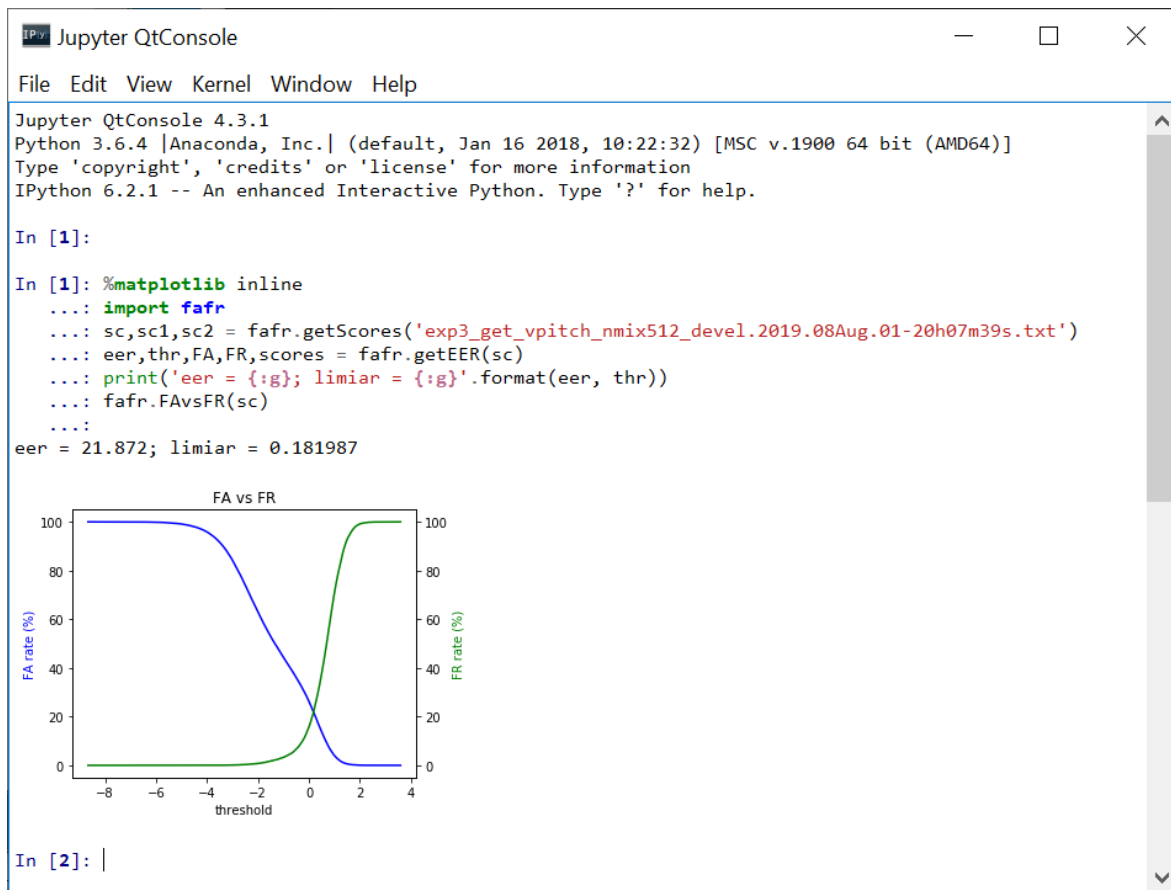 IP[y]: Jupyter QtConsole
File Edit View Kernel Window Help
Jupyter QtConsole 4.3.1
Python 3.6.4 |Anaconda, Inc.| (default, Jan 16 2018, 10:22:32) [MSC v.1900 64 bit (AMD64)]
Type 'copyright', 'credits' or 'license' for more information
IPython 6.2.1 -- An enhanced Interactive Python. Type '?' for help.
In [1]:
In [1]: %matplotlib inline
...: import fafr
...: sc,sc1,sc2 = fafr.getScores('exp3_get_vpitch_nmix512_devel.2019.08Aug.01-20h07m39s.txt')
...: eer,thr,FA,FR,scores = fafr.getEER(sc)
...: print('eer = {:g}; limiar = {:g}'.format(eer, thr))
...: fafr.FAvsFR(sc)
...:
eer = 21.872; limiar = 0.181987
FA vs FR
100 100
80 80
60 60
40 40
20 20
0 0
FA rate (%)
FR rate (%)
−8 −6 −4 −2 0 2 4
threshold
In [2]: